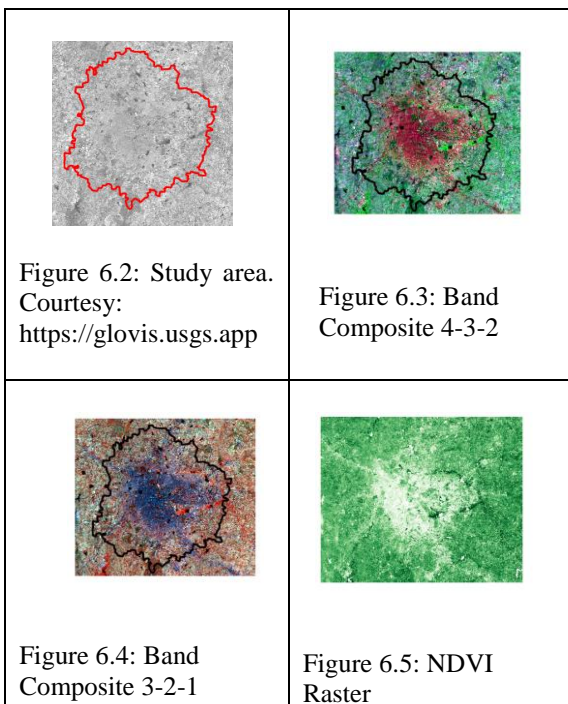 Figure 6.2: Study area.
Courtesy:
https://glovis.usgs.app
Figure 6.3: Band
Composite 4-3-2
Figure 6.4: Band
Composite 3-2-1
Figure 6.5: NDVI
Raster